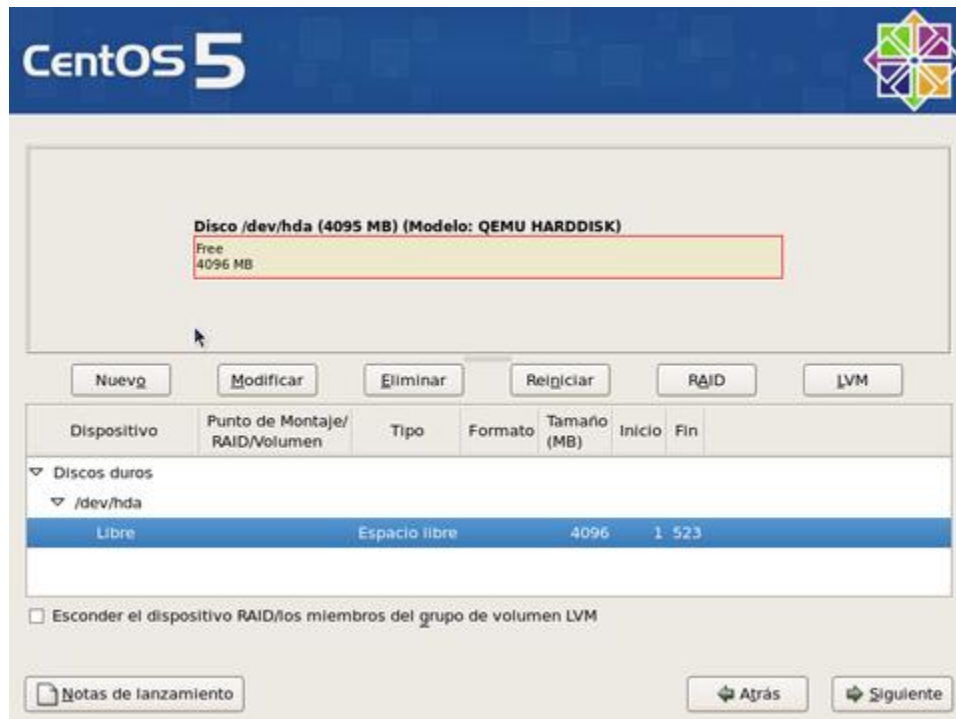 CentOS 5
Disco /dev/hda (4095 MB) (Modelo: QEMU HARDDISK)
Free
4096 MB
Nuevo
Modificar
Eliminar
Reiniciar
RAID
LVM
Dispositivo
Punto de Montaje/
RAID/Volumen
Tipo
Formato
Tamaño
(MB)
Inicio
Fin
Discos duros
/dev/hda
Libre
Espacio libre
4096
1
523
Esconder el dispositivo RAID/los miembros del grupo de volumen LVM
Notas de lanzamiento
Atrás
Siguiente